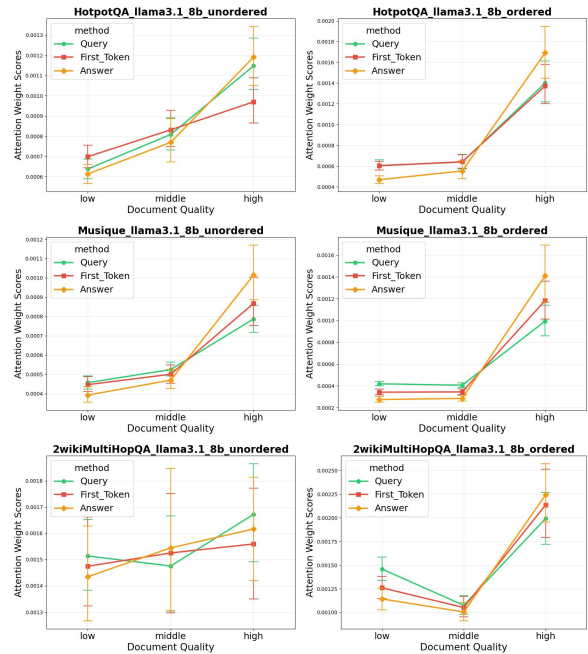 HotpotQA_llama3.1_8b_unordered
Attention Weight Scores
0.0013
0.0012
0.0011
0.0010
0.0009
0.0008
0.0007
0.0006
method
Query
First_Token
Answer
low middle high
Document Quality
HotpotQA_llama3.1_8b_ordered
Attention Weight Scores
0.0020
0.0018
0.0016
0.0014
0.0012
0.0010
0.0008
0.0006
0.0004
method
Query
First_Token
Answer
low middle high
Document Quality
Musique_llama3.1_8b_unordered
Attention Weight Scores
0.0012
0.0011
0.0010
0.0009
0.0008
0.0007
0.0006
0.0005
0.0004
method
Query
First_Token
Answer
low middle high
Document Quality
Musique_llama3.1_8b_ordered
Attention Weight Scores
0.0016
0.0014
0.0012
0.0010
0.0008
0.0006
0.0004
0.0002
method
Query
First_Token
Answer
low middle high
Document Quality
2wikiMultiHopQA_llama3.1_8b_unordered
Attention Weight Scores
0.0018
0.0017
0.0016
0.0015
0.0014
0.0013
method
Query
First_Token
Answer
low middle high
Document Quality
2wikiMultiHopQA_llama3.1_8b_ordered
Attention Weight Scores
0.00250
0.00225
0.00200
0.00175
0.00150
0.00125
0.00100
method
Query
First_Token
Answer
low middle high
Document Quality